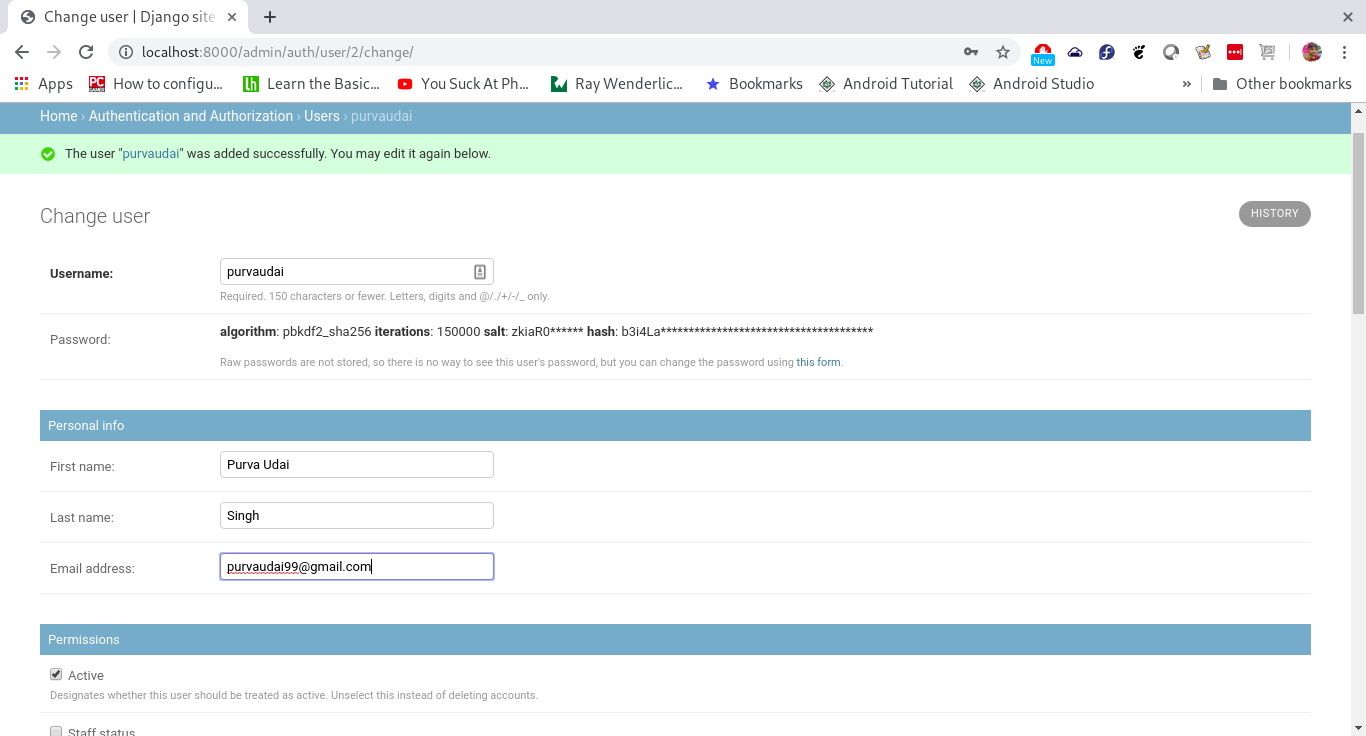 Change user | Django site
localhost:8000/admin/auth/user/2/change/
New
Apps How to configu... Learn the Basic... You Suck At Ph... Ray Wenderlic... Bookmarks Android Tutorial Android Studio » Other bookmarks
Home › Authentication and Authorization › Users › purvaudai
The user "purvaudai" was added successfully. You may edit it again below.
Change user
HISTORY
Username: purvaudai
Required. 150 characters or fewer. Letters, digits and @/./+/-/_ only.
Password: algorithm: pbkdf2_sha256 iterations: 150000 salt: zkiaR0****** hash: b3i4La**************************************
Raw passwords are not stored, so there is no way to see this user's password, but you can change the password using this form.
Personal info
First name: Purva Udai
Last name: Singh
Email address: purvaudai99@gmail.com
Permissions
Active
Designates whether this user should be treated as active. Unselect this instead of deleting accounts.
Staff status